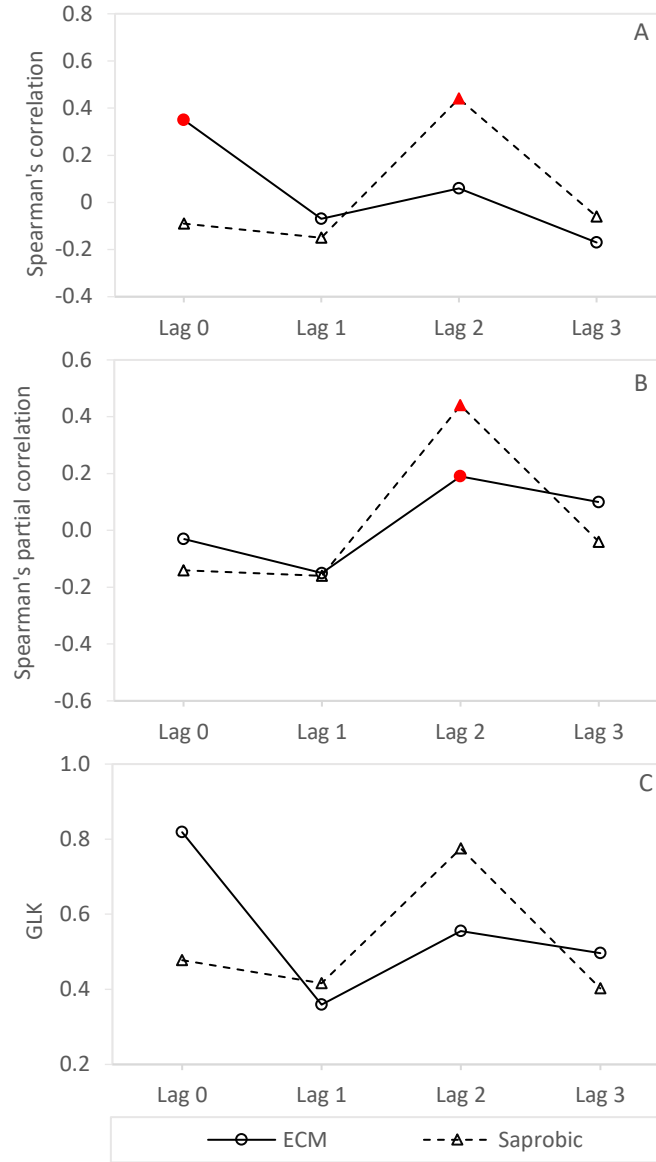 A
Spearman's correlation
0.8
0.6
0.4
0.2
0
-0.2
-0.4
Lag 0 Lag 1 Lag 2 Lag 3
B
Spearman's partial correlation
0.6
0.4
0.2
0.0
-0.2
-0.4
-0.6
Lag 0 Lag 1 Lag 2 Lag 3
C
GLK
1.0
0.8
0.6
0.4
0.2
Lag 0 Lag 1 Lag 2 Lag 3
ECM Saprobic